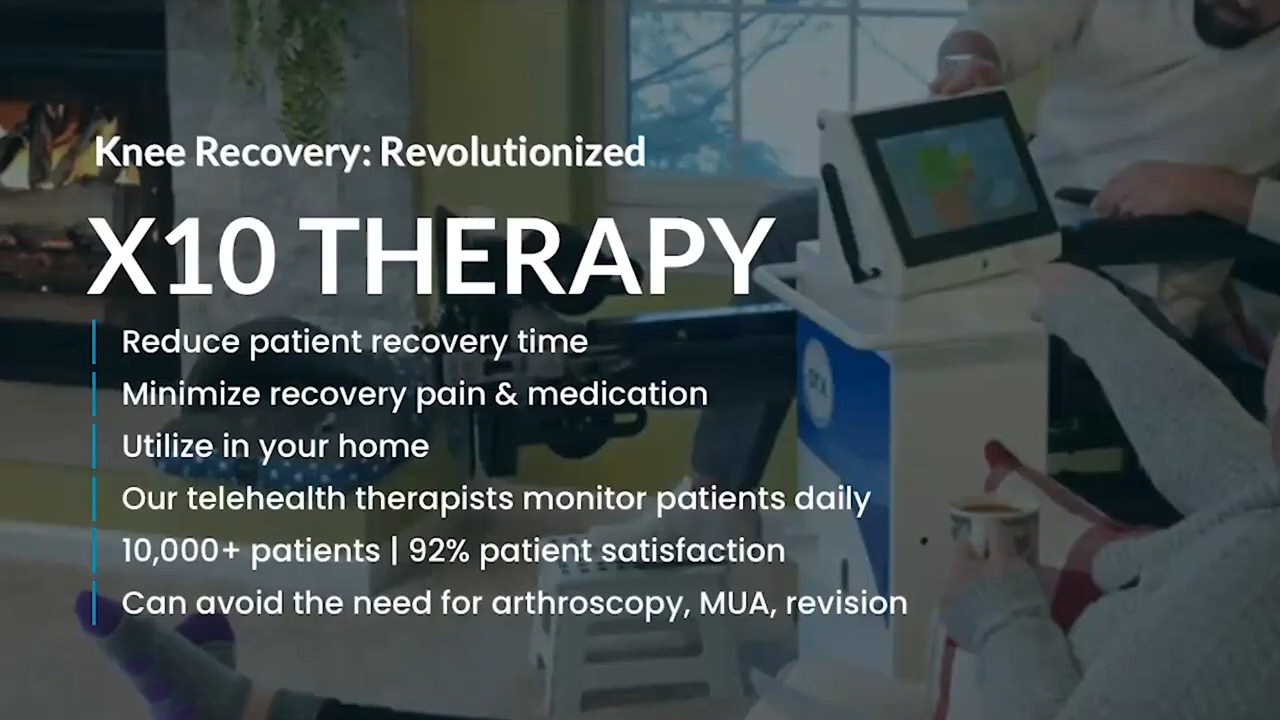 Knee Recovery: Revolutionized
X10 THERAPY
Reduce patient recovery time
Minimize recovery pain & medication
Utilize in your home
Our telehealth therapists monitor patients daily
10,000+ patients | 92% patient satisfaction
Can avoid the need for arthroscopy, MUA, revision